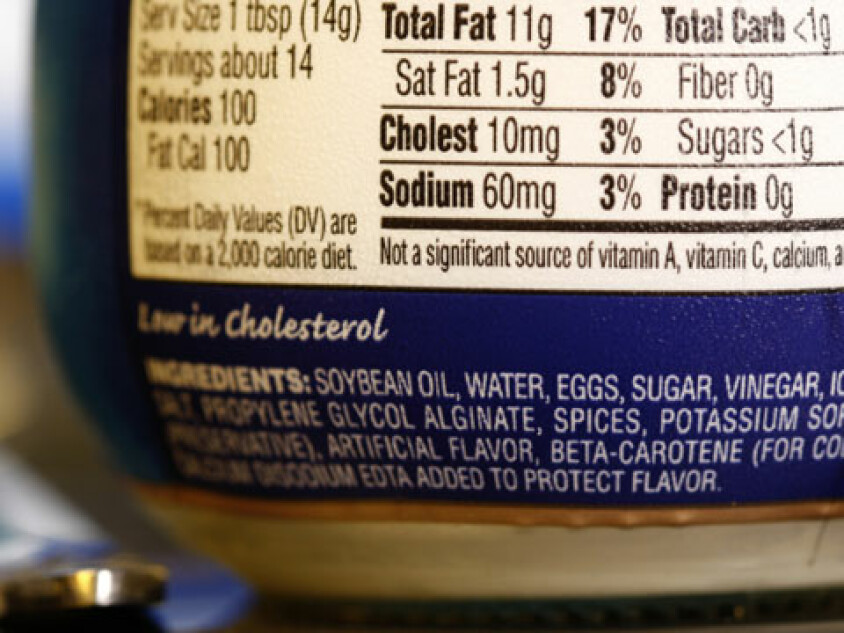 Serv Size 1 tbsp (14g)
Servings about 14
Calories 100
Fat Cal 100
*Percent Daily Values (DV) are
based on a 2,000 calorie diet.
Total Fat 11g 17% Total Carb <1g
Sat Fat 1.5g 8% Fiber 0g
Cholest 10mg 3% Sugars <1g
Sodium 60mg 3% Protein 0g
Not a significant source of vitamin A, vitamin C, calcium, a
Low in Cholesterol
INGREDIENTS: SOYBEAN OIL, WATER, EGGS, SUGAR, VINEGAR,
SALT, PROPYLENE GLYCOL ALGINATE, SPICES, POTASSIUM SOR
PRESERVATIVE), ARTIFICIAL FLAVOR, BETA-CAROTENE (FOR CO
CALCIUM DISODIUM EDTA ADDED TO PROTECT FLAVOR.